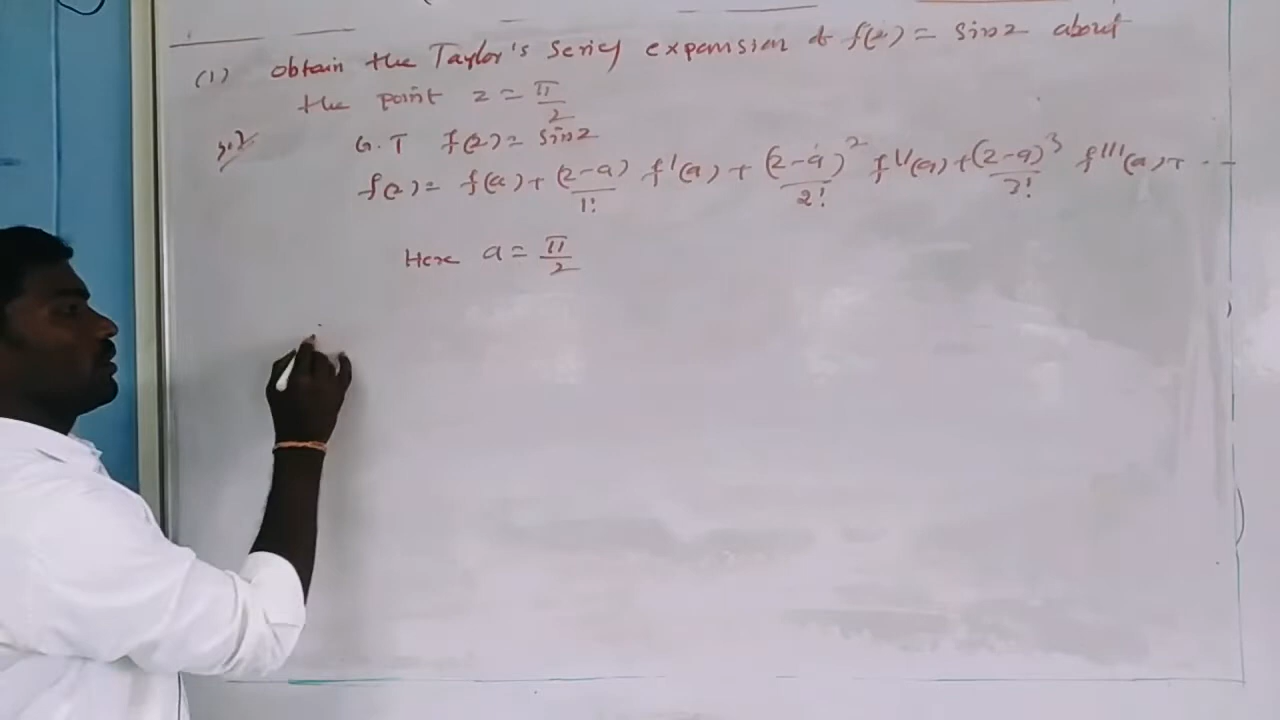 (1) obtain the Taylor's Series expansion of f(z) = sin z about
the point z = π/2
Sol G.T f(z) = sin z
f(z) = f(a) + (z-a)/1! f'(a) + (z-a)²/2! f''(a) + (z-a)³/3! f'''(a) + ...
Here a = π/2